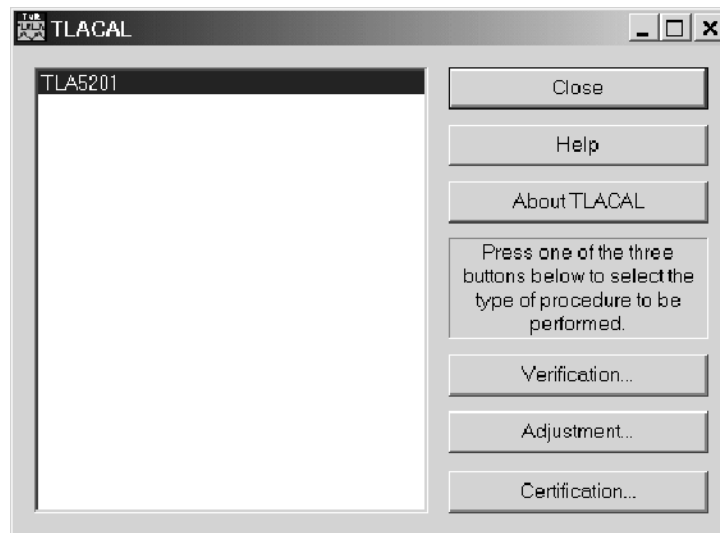 TLACAL
TLA5201
Close
Help
About TLACAL
Press one of the three
buttons below to select the
type of procedure to be
performed.
Verification...
Adjustment...
Certification...